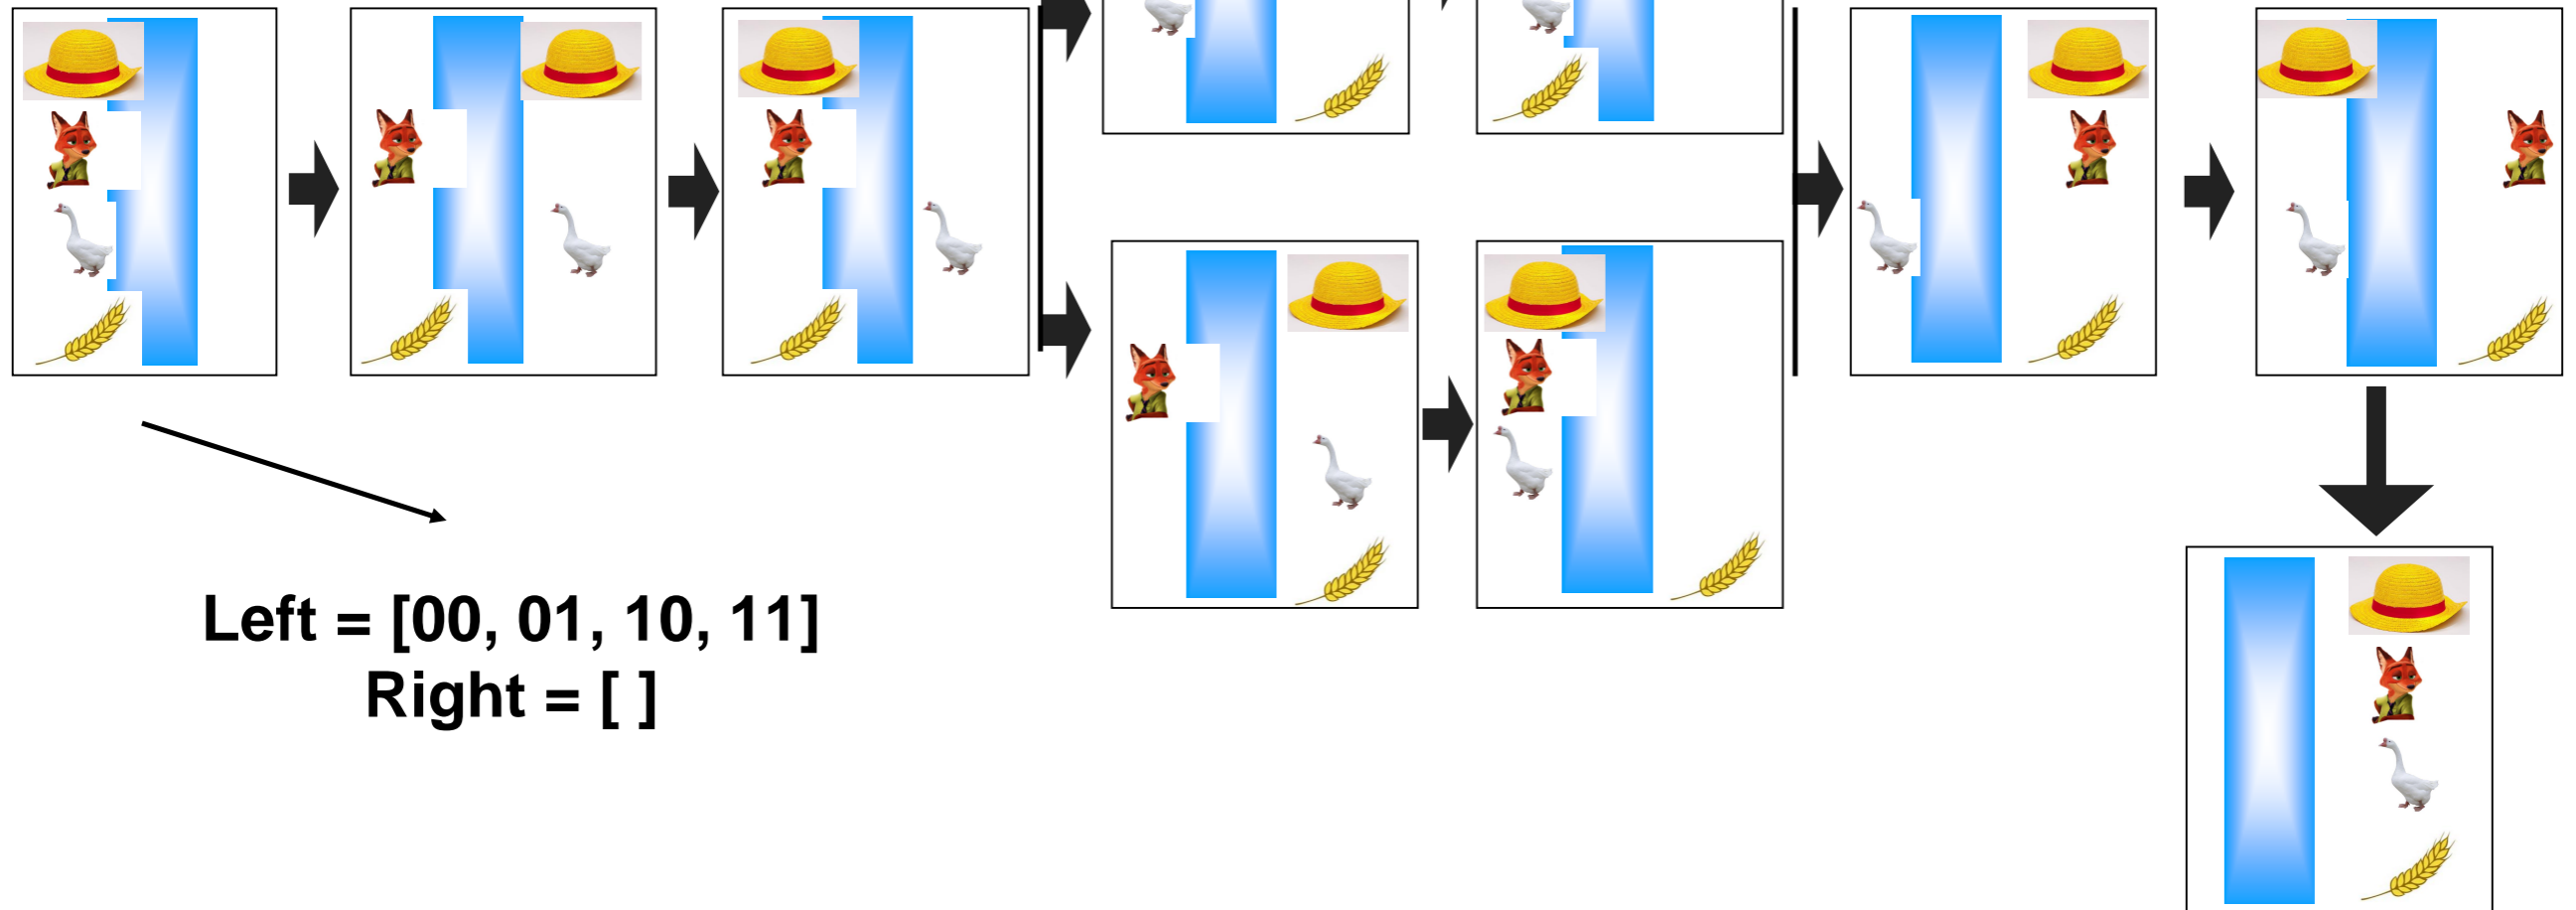 Left = [00, 01, 10, 11]
Right = [ ]